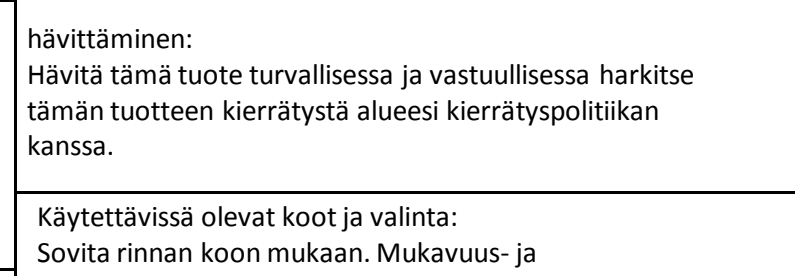 hävittäminen:
Hävitä tämä tuote turvallisessa ja vastuullisessa harkitse
tämän tuotteen kierrätystä alueesi kierrätyspolitiikan
kanssa.
Käytettävissä olevat koot ja valinta:
Sovita rinnan koon mukaan. Mukavuus- ja